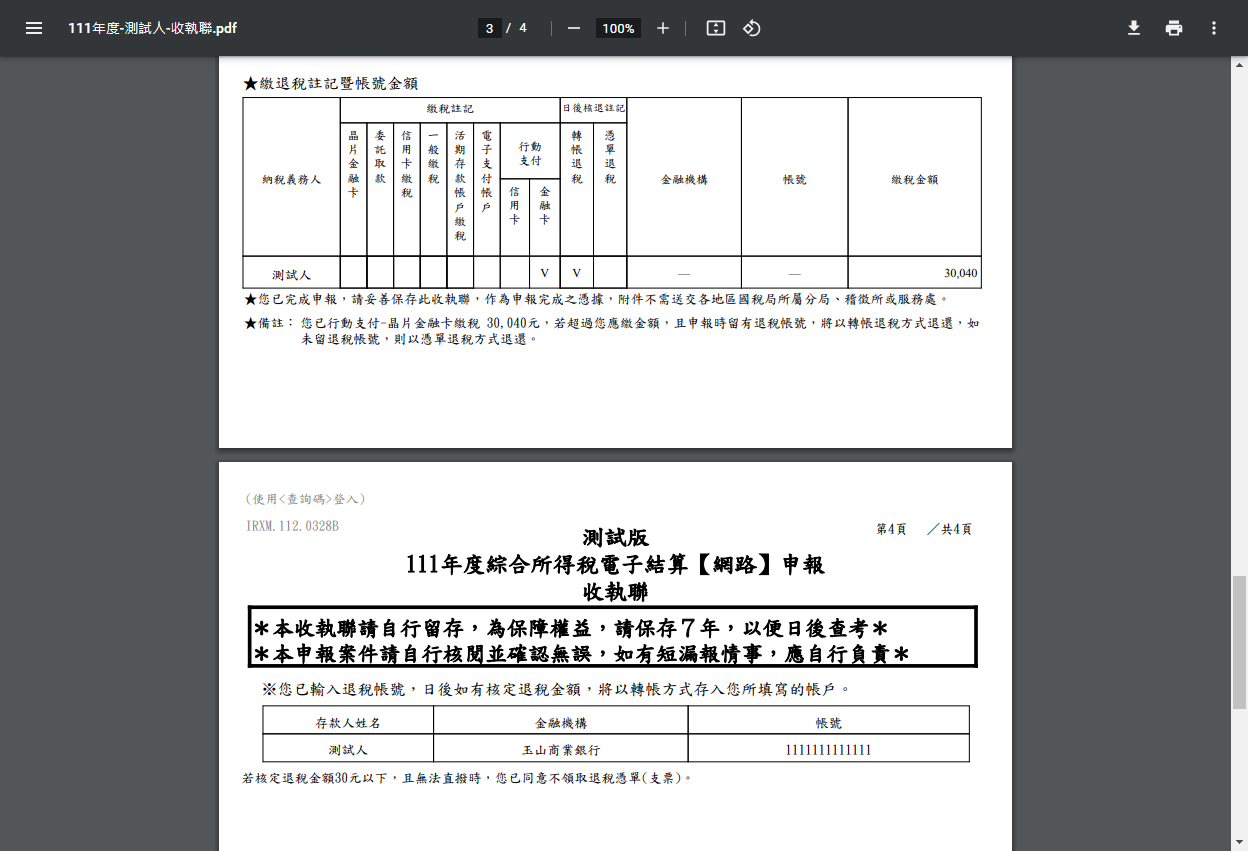 111年度-測試人-收執聯.pdf
3 / 4
100%
★繳退稅註記暨帳號金額
納稅義務人
繳稅註記
日後核退註記
金融機構
帳號
繳稅金額
晶片金融卡
委託取款
信用卡繳稅
一般繳稅
活期存款帳戶繳稅
電子支付帳戶
行動
支付
信用卡
金融卡
轉帳退稅
憑單退稅
測試人 V V — — 30,040
★您已完成申報，請妥善保存此收執聯，作為申報完成之憑據，附件不需送交各地區國稅局所屬分局、稽徵所或服務處。
★備註： 您已行動支付-晶片金融卡繳稅 30,040元，若超過您應繳金額，且申報時留有退稅帳號，將以轉帳退稅方式退還，如
未留退稅帳號，則以憑單退稅方式退還。
(使用<查詢碼>登入)
IRXM.112.0328B
第4頁 ／共4頁
測試版
111年度綜合所得稅電子結算【網路】申報
收執聯
＊本收執聯請自行留存，為保障權益，請保存７年，以便日後查考＊
＊本申報案件請自行核閱並確認無誤，如有短漏報情事，應自行負責＊
※您已輸入退稅帳號，日後如有核定退稅金額，將以轉帳方式存入您所填寫的帳戶。
存款人姓名 金融機構 帳號
測試人 玉山商業銀行 1111111111111
若核定退稅金額30元以下，且無法直撥時，您已同意不領取退稅憑單(支票)。